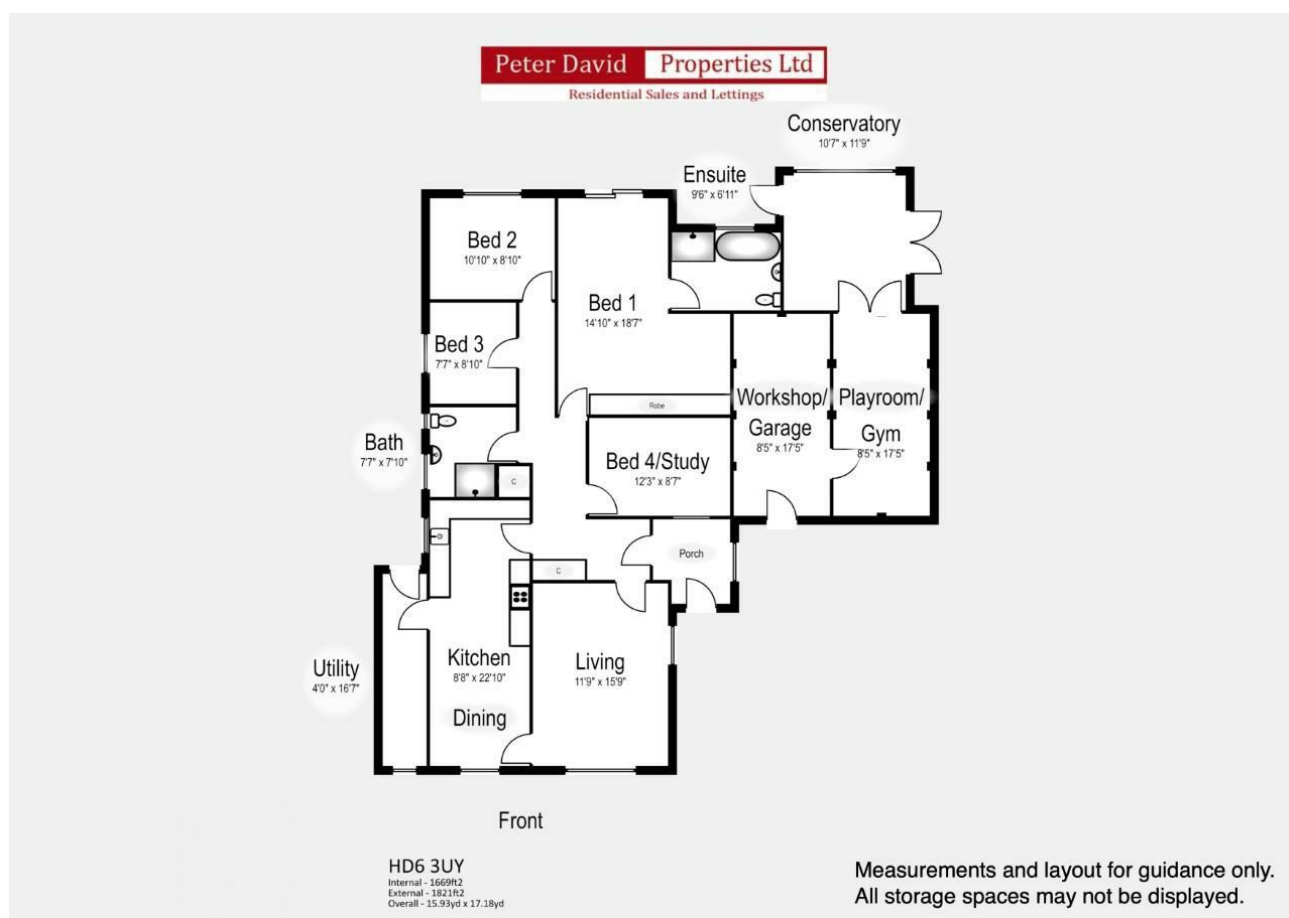 Peter David Properties Ltd
Residential Sales and Lettings
Conservatory
10'7" x 11'9"
Ensuite
9'6" x 6'11"
Bed 2
10'10" x 8'10"
Bed 1
14'10" x 18'7"
Bed 3
7'7" x 8'10"
Robe
Workshop/
Garage
8'5" x 17'5"
Playroom/
Gym
8'5" x 17'5"
Bath
7'7" x 7'10"
C
Bed 4/Study
12'3" x 8'7"
Porch
C
Kitchen
8'8" x 22'10"
Dining
Living
11'9" x 15'9"
Utility
4'0" x 16'7"
Front
HD6 3UY
Internal - 1669ft2
External - 1821ft2
Overall - 15.93yd x 17.18yd
Measurements and layout for guidance only.
All storage spaces may not be displayed.